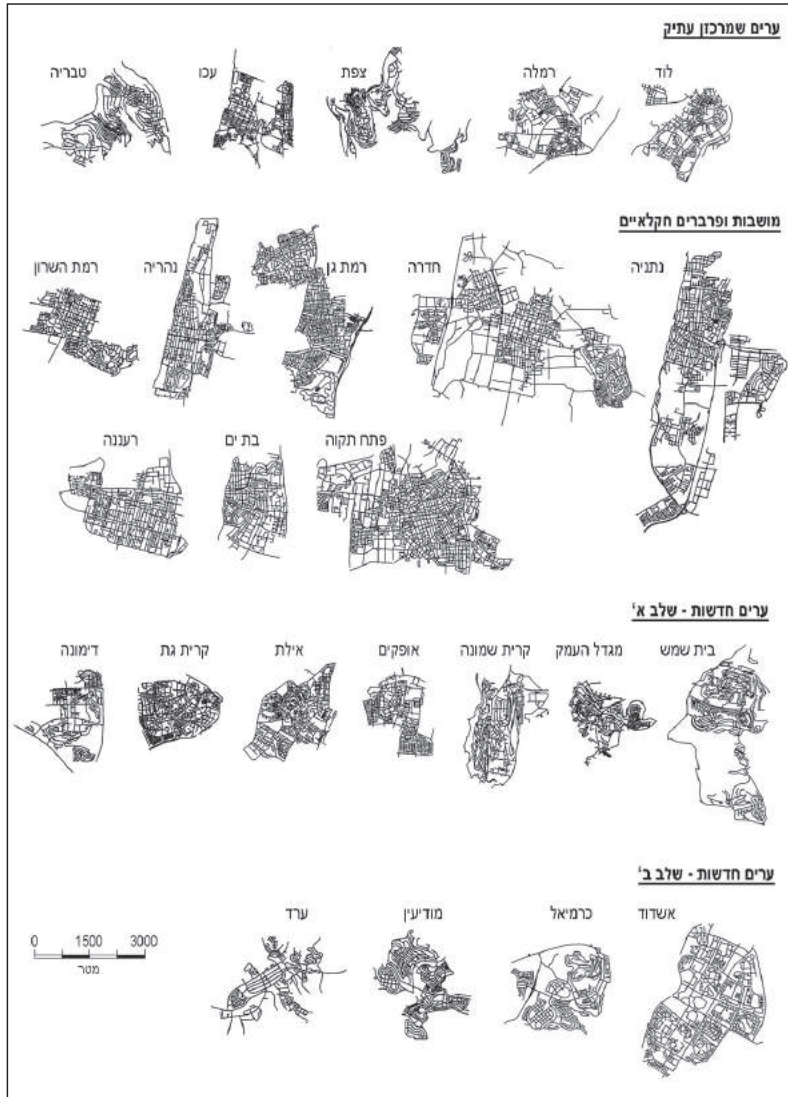 ערים שמרכזן עתיק
לוד
רמלה
צפת
עכו
טבריה
מושבות ופרברים חקלאיים
נתניה
חדרה
רמת גן
נהריה
רמת השרון
פתח תקוה
בת ים
רעננה
ערים חדשות - שלב א'
בית שמש
מגדל העמק
קרית שמונה
אופקים
אילת
קרית גת
דימונה
ערים חדשות - שלב ב'
אשדוד
כרמיאל
מודיעין
ערד
0 1500 3000
מטר